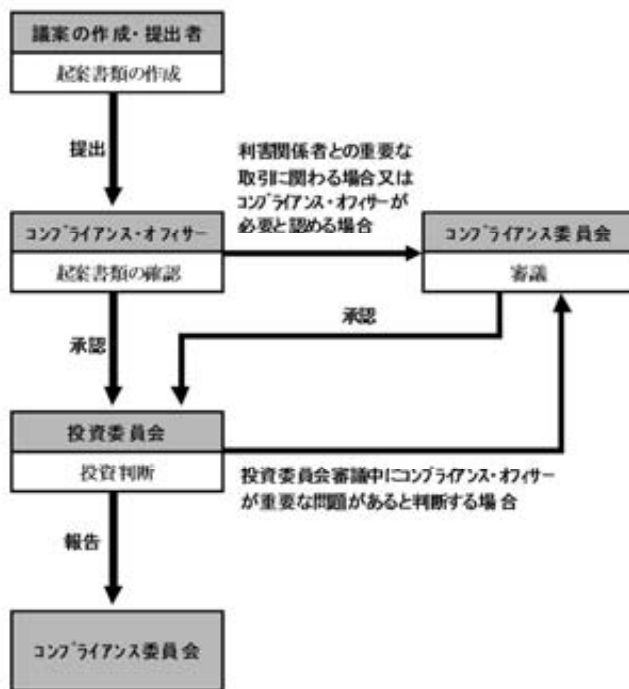 議案の作成・提出者
起案書類の作成
提出
利害関係者との重要な
取引に関わる場合又は
コンプライアンス・オフィサーが
必要と認める場合
コンプライアンス・オフィサー
起案書類の確認
コンプライアンス委員会
審議
承認
承認
投資委員会
投資判断
投資委員会審議中にコンプライアンス・オフィサー
が重要な問題があると判断する場合
報告
コンプライアンス委員会